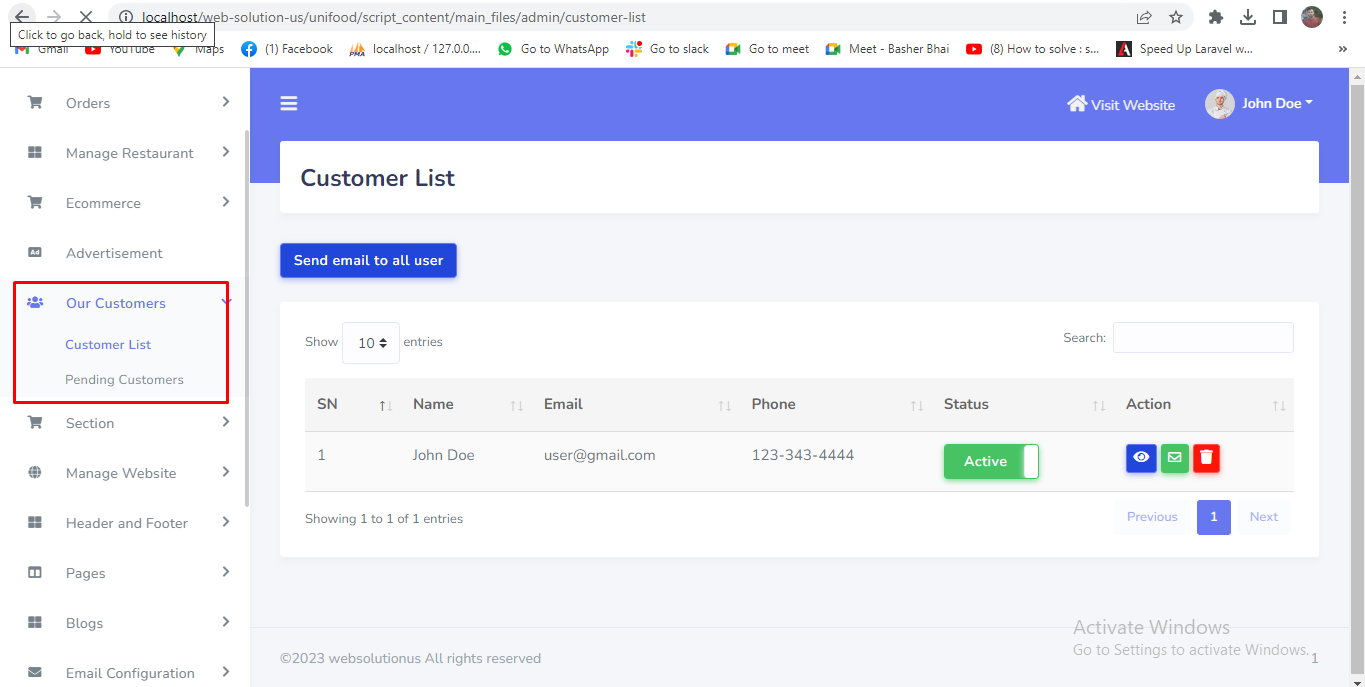 localhost/web-solution-us/unifood/script_content/main_files/admin/customer-list
Click to go back, hold to see history
Gmail YouTube Maps (1) Facebook localhost / 127.0.0.... Go to WhatsApp Go to slack Go to meet Meet - Basher Bhai (8) How to solve : s... Speed Up Laravel w... »
Orders
Manage Restaurant
Ecommerce
Ad Advertisement
Our Customers
Customer List
Pending Customers
Section
Manage Website
Header and Footer
Pages
Blogs
Email Configuration
Visit Website John Doe
Customer List
Send email to all user
Show 10 entries Search:
SN Name Email Phone Status Action
1 John Doe user@gmail.com 123-343-4444 Active
Showing 1 to 1 of 1 entries Previous 1 Next
Activate Windows
Go to Settings to activate Windows.
©2023 websolutionus All rights reserved 1